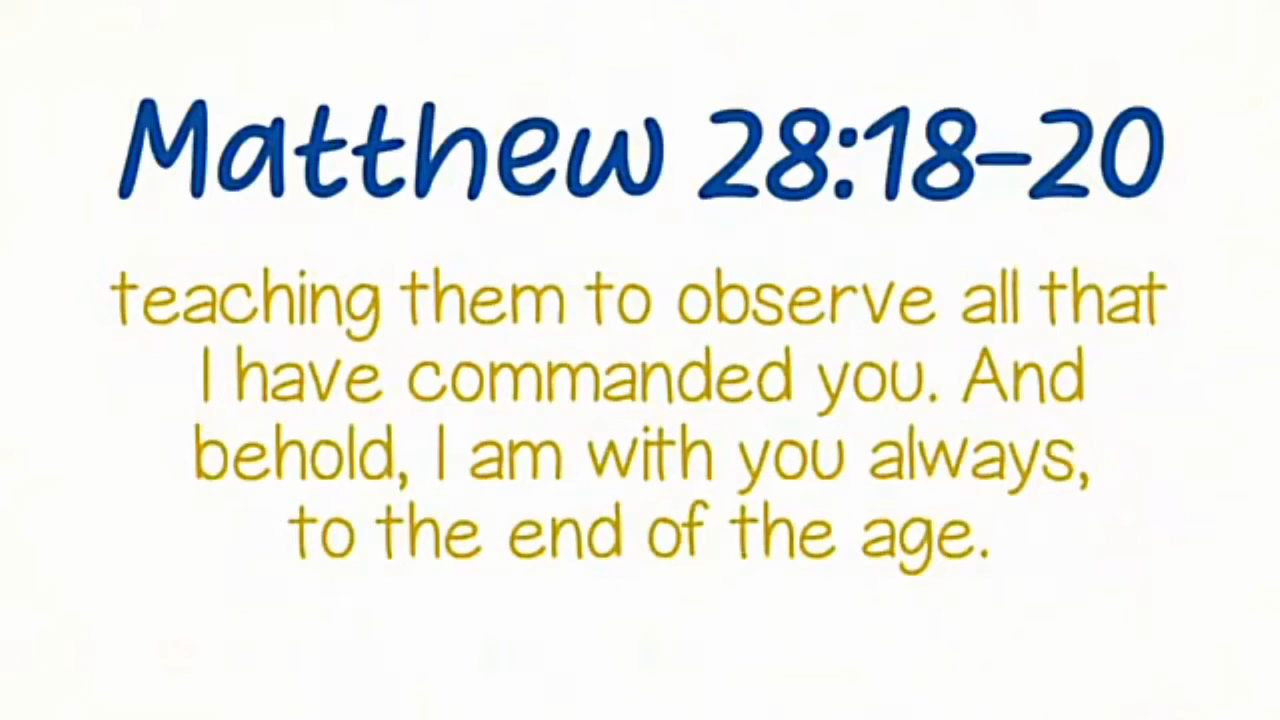 Matthew 28:18-20
teaching them to observe all that
I have commanded you. And
behold, I am with you always,
to the end of the age.